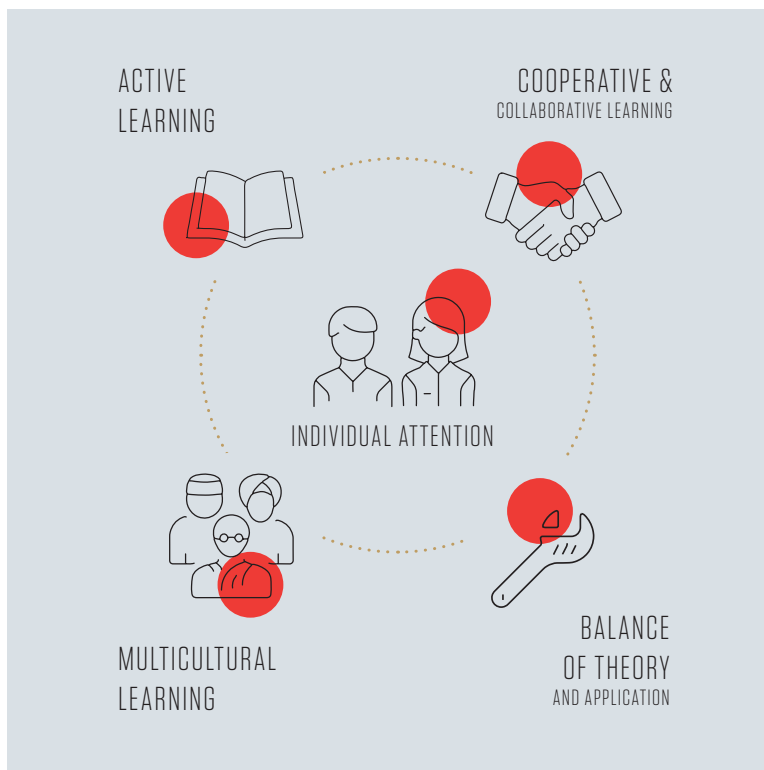 ACTIVE
LEARNING
COOPERATIVE &
COLLABORATIVE LEARNING
INDIVIDUAL ATTENTION
MULTICULTURAL
LEARNING
BALANCE
OF THEORY
AND APPLICATION